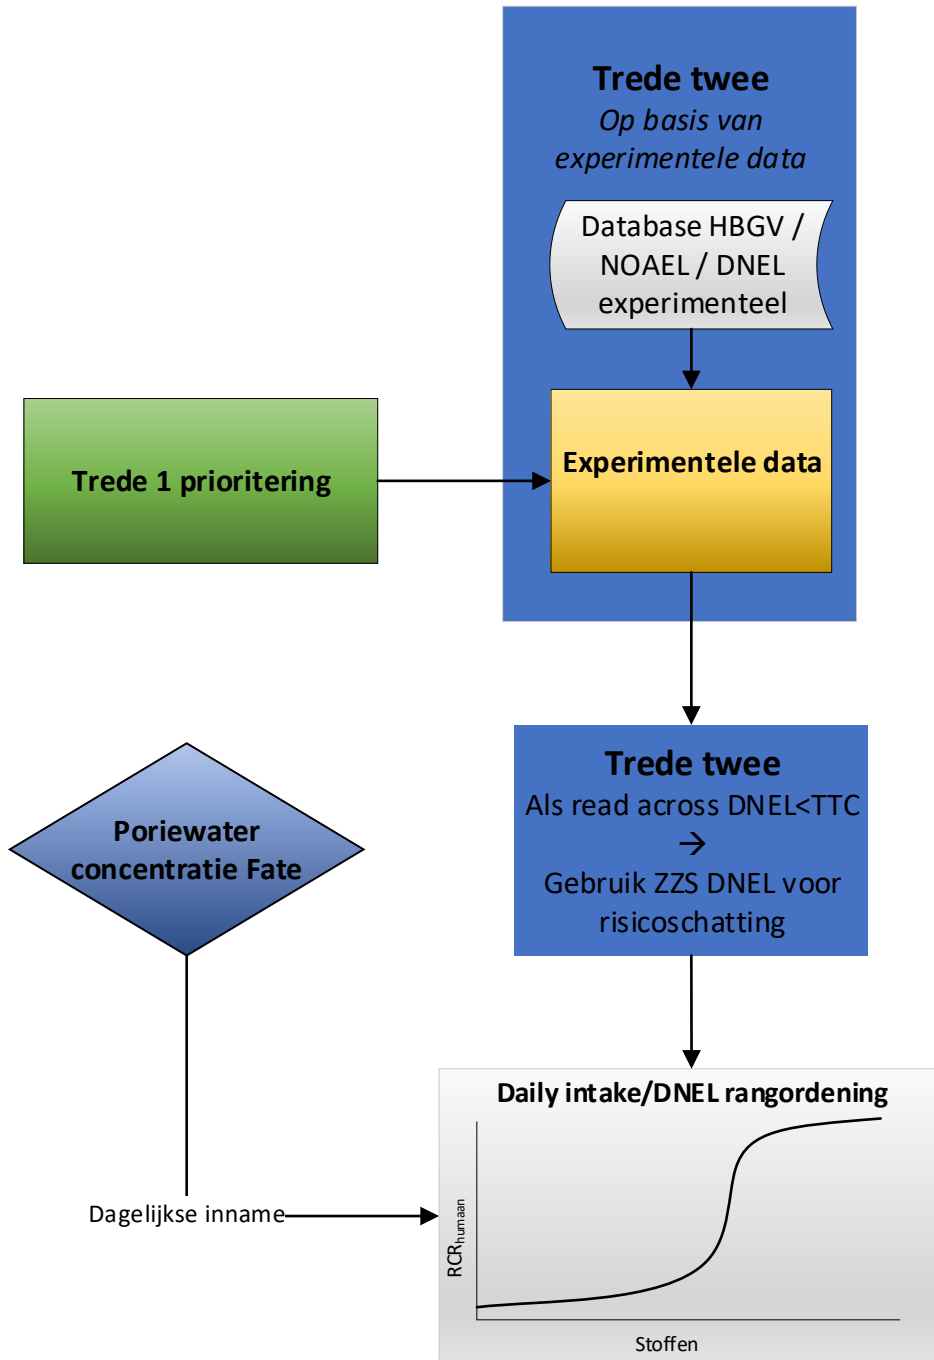 Trede twee
Op basis van
experimentele data
Database HBGV /
NOAEL / DNEL
experimenteel
Trede 1 prioritering
Experimentele data
Trede twee
Als read across DNEL<TTC
→
Gebruik ZZS DNEL voor
risicoschatting
Poriewater
concentratie Fate
Dagelijkse inname
Daily intake/DNEL rangordening
RCRhumaan
Stoffen